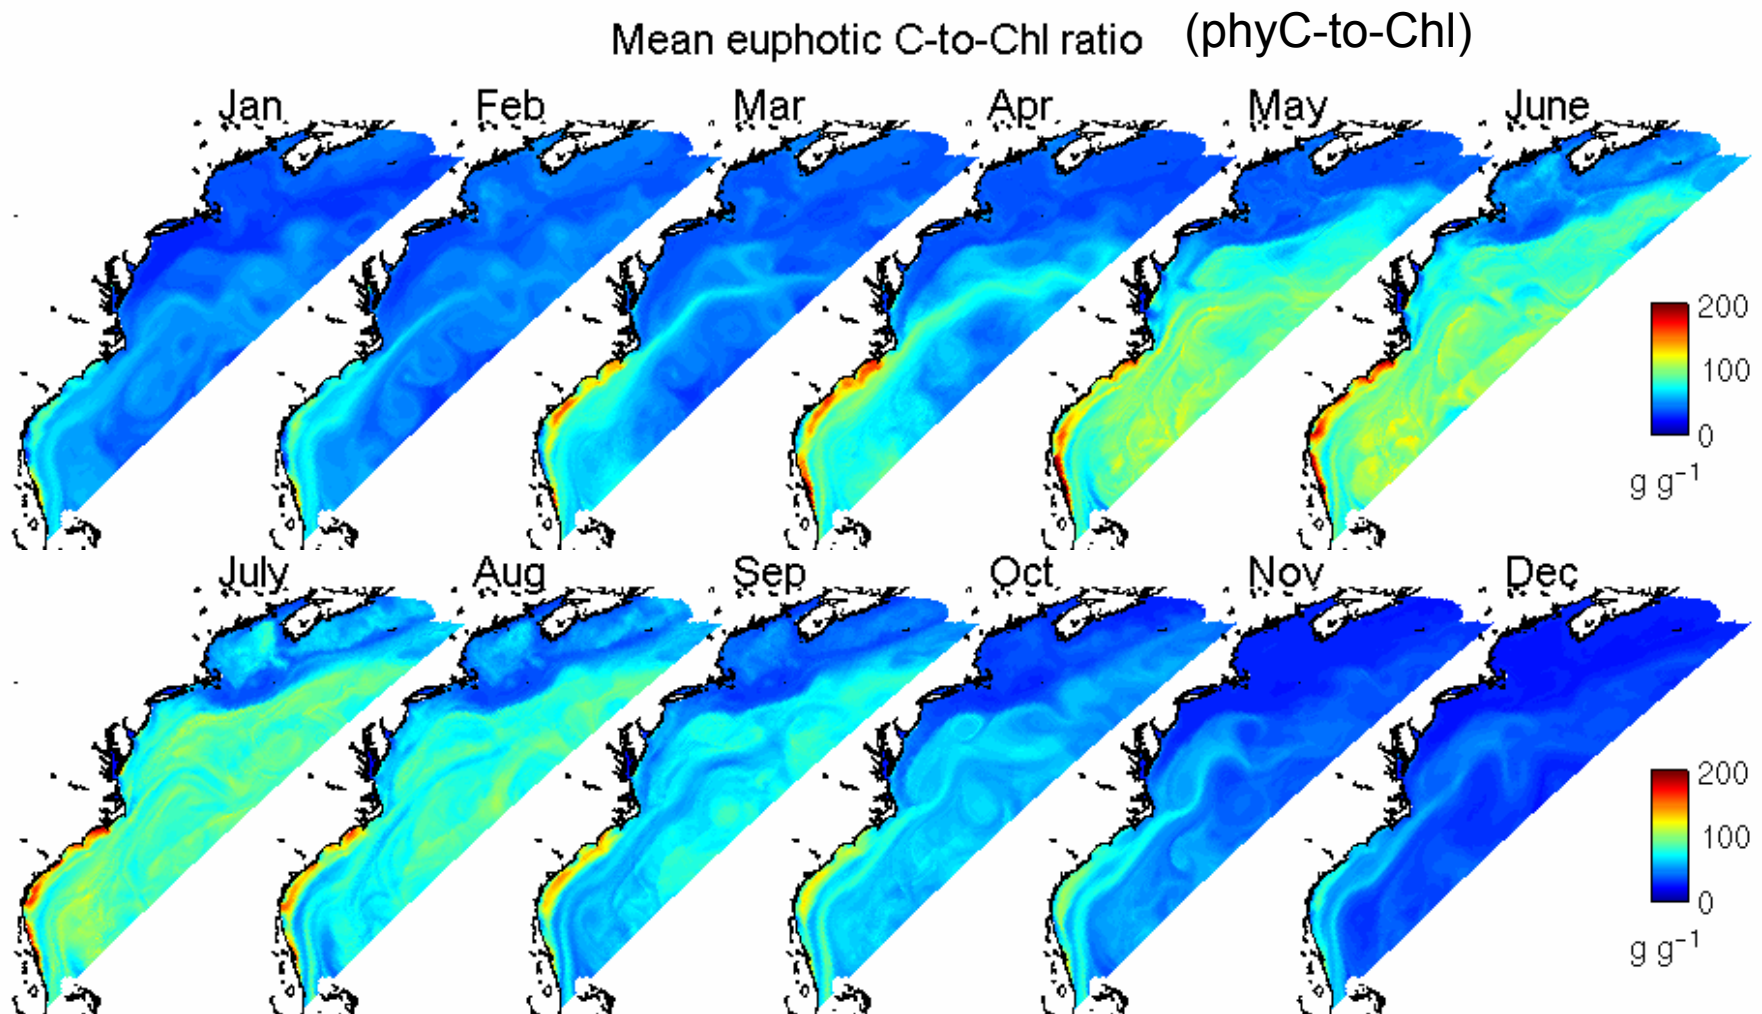 Mean euphotic C-to-Chl ratio (phyC-to-Chl)
Jan Feb Mar Apr May June
200
100
0
g g⁻¹
July Aug Sep Oct Nov Dec
200
100
0
g g⁻¹